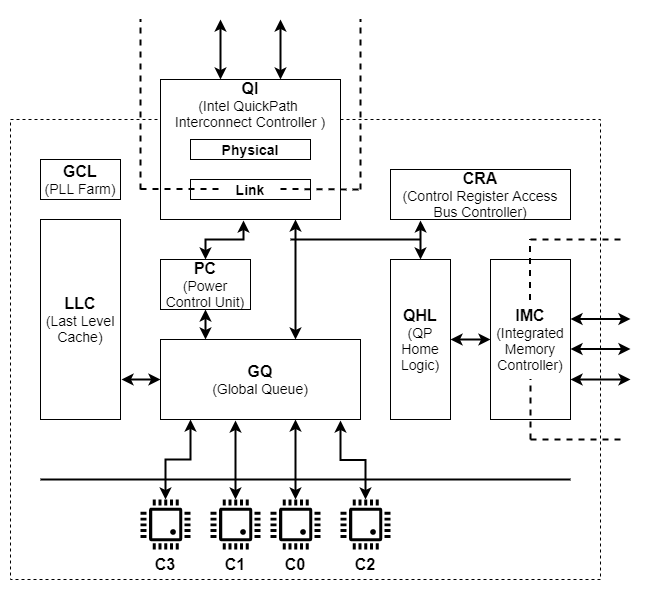 QI
(Intel QuickPath
Interconnect Controller )
Physical
Link
GCL
(PLL Farm)
CRA
(Control Register Access
Bus Controller)
LLC
(Last Level
Cache)
PC
(Power
Control Unit)
QHL
(QP
Home
Logic)
IMC
(Integrated
Memory
Controller)
GQ
(Global Queue)
C3
C1
C0
C2